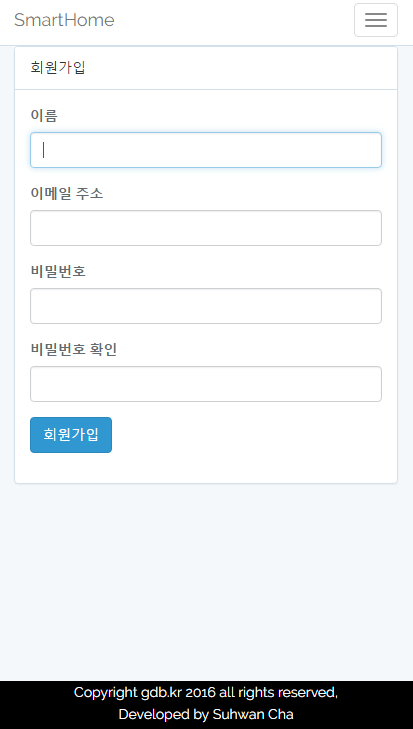 SmartHome
회원가입
이름
이메일 주소
비밀번호
비밀번호 확인
회원가입
Copyright gdb.kr 2016 all rights reserved,
Developed by Suhwan Cha